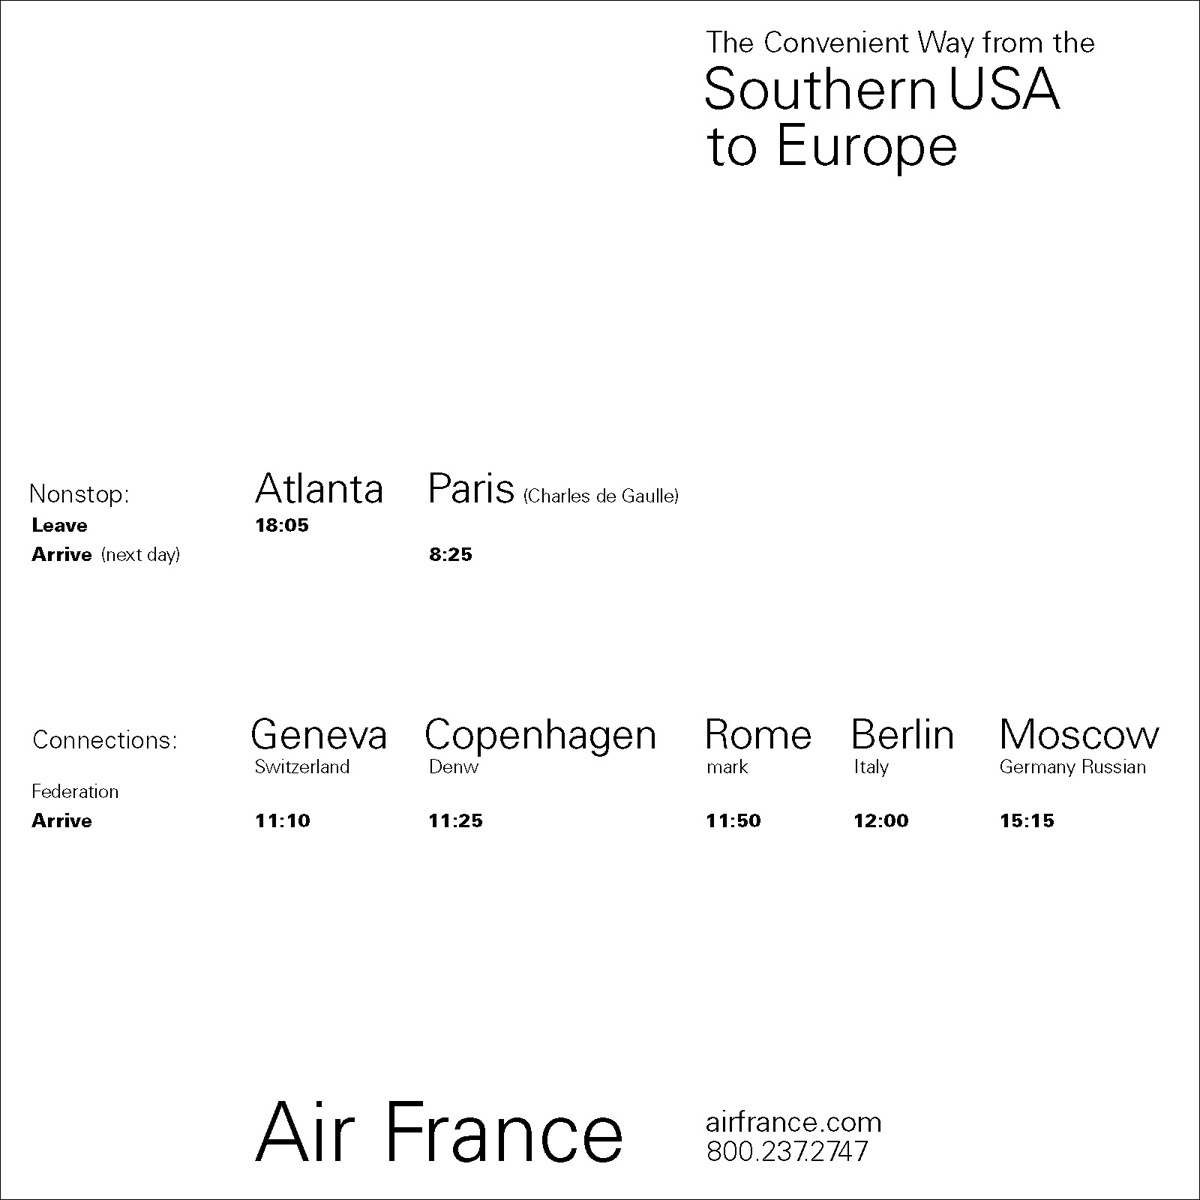 The Convenient Way from the
Southern USA
to Europe
Nonstop: Atlanta Paris (Charles de Gaulle)
Leave 18:05
Arrive (next day) 8:25
Connections: Geneva Copenhagen Rome Berlin Moscow
Switzerland Denw mark Italy Germany Russian
Federation
Arrive 11:10 11:25 11:50 12:00 15:15
Air France airfrance.com
800.237.2747